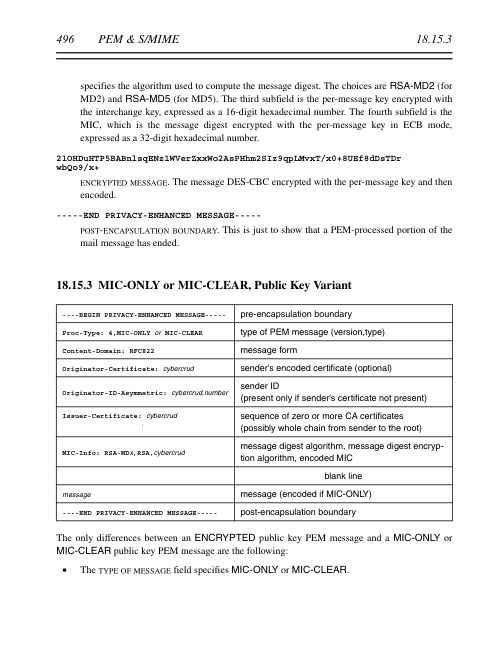 496 PEM & S/MIME 18.15.3
specifies the algorithm used to compute the message digest. The choices are RSA-MD2 (for
MD2) and RSA-MD5 (for MD5). The third subfield is the per-message key encrypted with
the interchange key, expressed as a 16-digit hexadecimal number. The fourth subfield is the
MIC, which is the message digest encrypted with the per-message key in ECB mode,
expressed as a 32-digit hexadecimal number.
21OHDuHTP5BABnlsqENz1WVerZxxWo2AsPHhm2SIz9qpLMvxT/x0+8UEf8dDsTDr
wbQo9/x+
ENCRYPTED MESSAGE. The message DES-CBC encrypted with the per-message key and then
encoded.
-----END PRIVACY-ENHANCED MESSAGE-----
POST-ENCAPSULATION BOUNDARY. This is just to show that a PEM-processed portion of the
mail message has ended.
18.15.3 MIC-ONLY or MIC-CLEAR, Public Key Variant
----BEGIN PRIVACY-ENHANCED MESSAGE----- pre-encapsulation boundary
Proc-Type: 4,MIC-ONLY or MIC-CLEAR type of PEM message (version,type)
Content-Domain: RFC822 message form
Originator-Certificate: cybercrud sender's encoded certificate (optional)
Originator-ID-Asymmetric: cybercrud,number sender ID
(present only if sender's certificate not present)
Issuer-Certificate: cybercrud sequence of zero or more CA certificates
⋮ (possibly whole chain from sender to the root)
MIC-Info: RSA-MDx,RSA,cybercrud message digest algorithm, message digest encryp-
tion algorithm, encoded MIC
blank line
message message (encoded if MIC-ONLY)
----END PRIVACY-ENHANCED MESSAGE----- post-encapsulation boundary
The only differences between an ENCRYPTED public key PEM message and a MIC-ONLY or
MIC-CLEAR public key PEM message are the following:
• The TYPE OF MESSAGE field specifies MIC-ONLY or MIC-CLEAR.